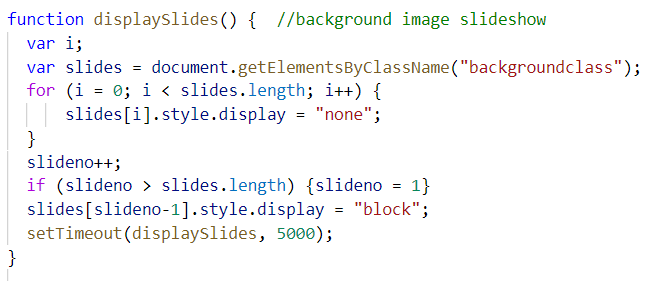 function displaySlides() {  //background image slideshow
  var i;
  var slides = document.getElementsByClassName("backgroundclass");
  for (i = 0; i < slides.length; i++) {
      slides[i].style.display = "none";
  }
  slideno++;
  if (slideno > slides.length) {slideno = 1}
  slides[slideno-1].style.display = "block";
  setTimeout(displaySlides, 5000);
}